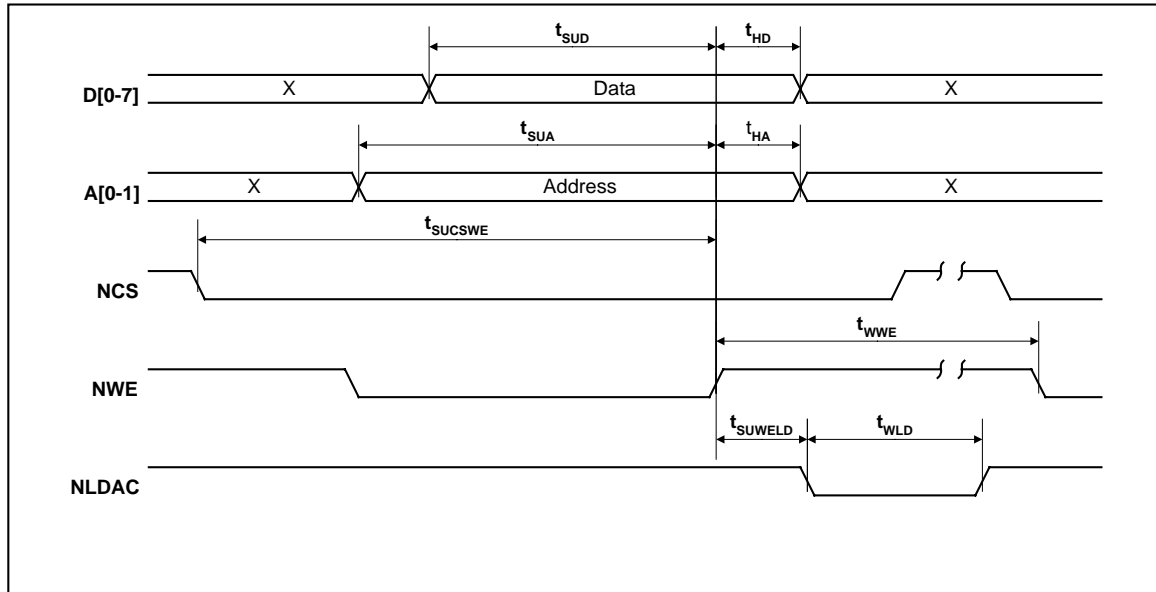 tSUD tHD
D[0-7] X Data X
tSUA tHA
A[0-1] X Address X
tSUCSWE
NCS
tWWE
NWE
tSUWELD tWLD
NLDAC